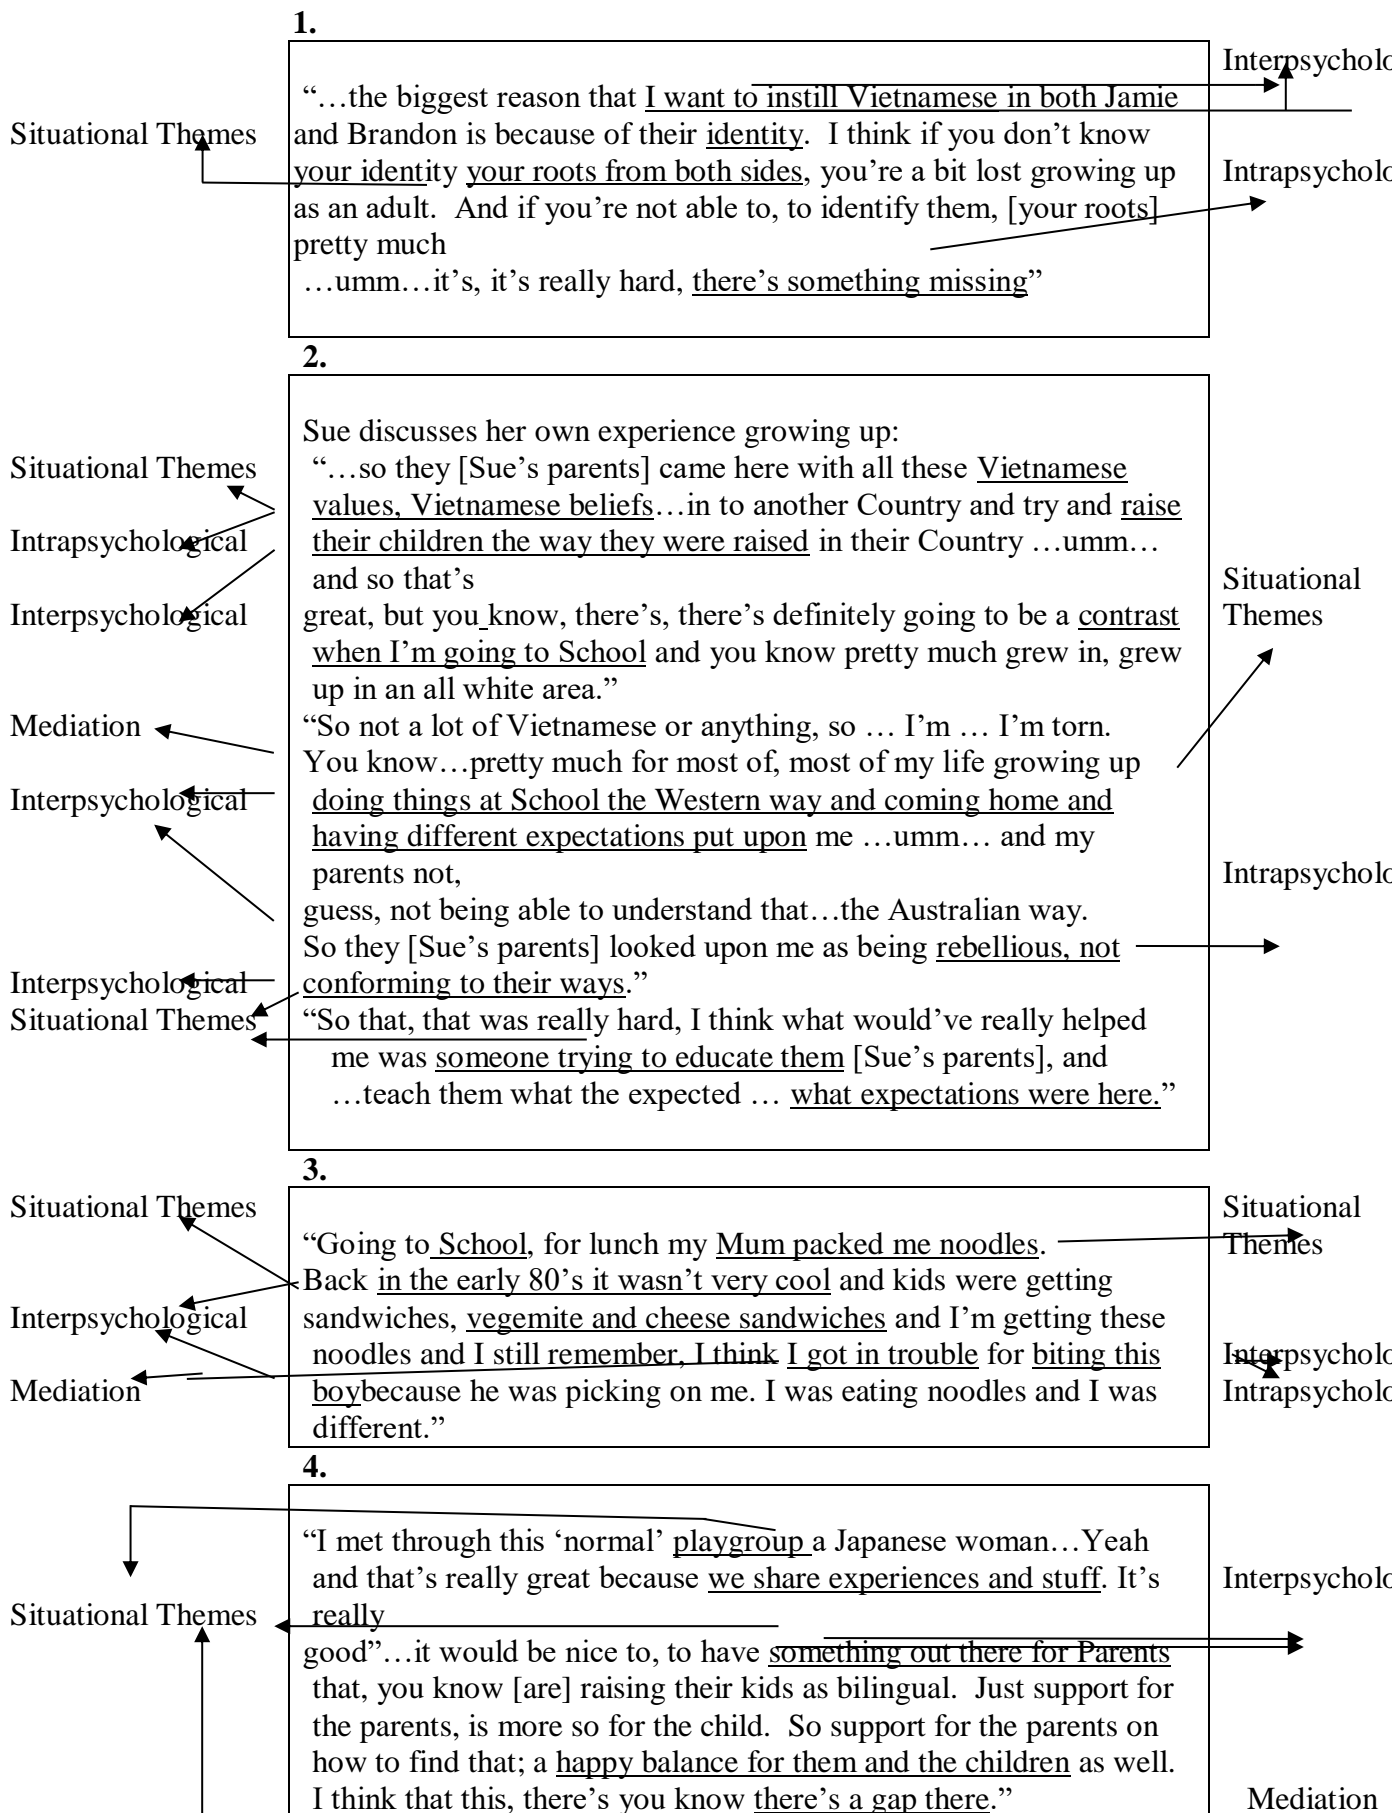 1.
Situational Themes
“…the biggest reason that I want to instill Vietnamese in both Jamie
and Brandon is because of their identity. I think if you don’t know
your identity your roots from both sides, you’re a bit lost growing up
as an adult. And if you’re not able to, to identify them, [your roots]
pretty much
…umm…it’s, it’s really hard, there’s something missing”
Interpsycholo
Intrapsycholo
2.
Situational Themes
Intrapsychological
Interpsychological
Mediation
Interpsychological
Interpsychological
Situational Themes
Sue discusses her own experience growing up:
“…so they [Sue’s parents] came here with all these Vietnamese
values, Vietnamese beliefs…in to another Country and try and raise
their children the way they were raised in their Country …umm…
and so that’s
great, but you know, there’s, there’s definitely going to be a contrast
when I’m going to School and you know pretty much grew in, grew
up in an all white area.”
“So not a lot of Vietnamese or anything, so … I’m … I’m torn.
You know…pretty much for most of, most of my life growing up
doing things at School the Western way and coming home and
having different expectations put upon me …umm… and my
parents not,
guess, not being able to understand that…the Australian way.
So they [Sue’s parents] looked upon me as being rebellious, not
conforming to their ways.”
“So that, that was really hard, I think what would’ve really helped
me was someone trying to educate them [Sue’s parents], and
…teach them what the expected … what expectations were here.”
Situational
Themes
Intrapsycholo
3.
Situational Themes
Interpsychological
Mediation
“Going to School, for lunch my Mum packed me noodles.
Back in the early 80’s it wasn’t very cool and kids were getting
sandwiches, vegemite and cheese sandwiches and I’m getting these
noodles and I still remember, I think I got in trouble for biting this
boybecause he was picking on me. I was eating noodles and I was
different.”
Situational
Themes
Interpsycholo
Intrapsycholo
4.
Situational Themes
“I met through this ‘normal’ playgroup a Japanese woman…Yeah
and that’s really great because we share experiences and stuff. It’s
really
good”…it would be nice to, to have something out there for Parents
that, you know [are] raising their kids as bilingual. Just support for
the parents, is more so for the child. So support for the parents on
how to find that; a happy balance for them and the children as well.
I think that this, there’s you know there’s a gap there.”
Interpsycholo
Mediation